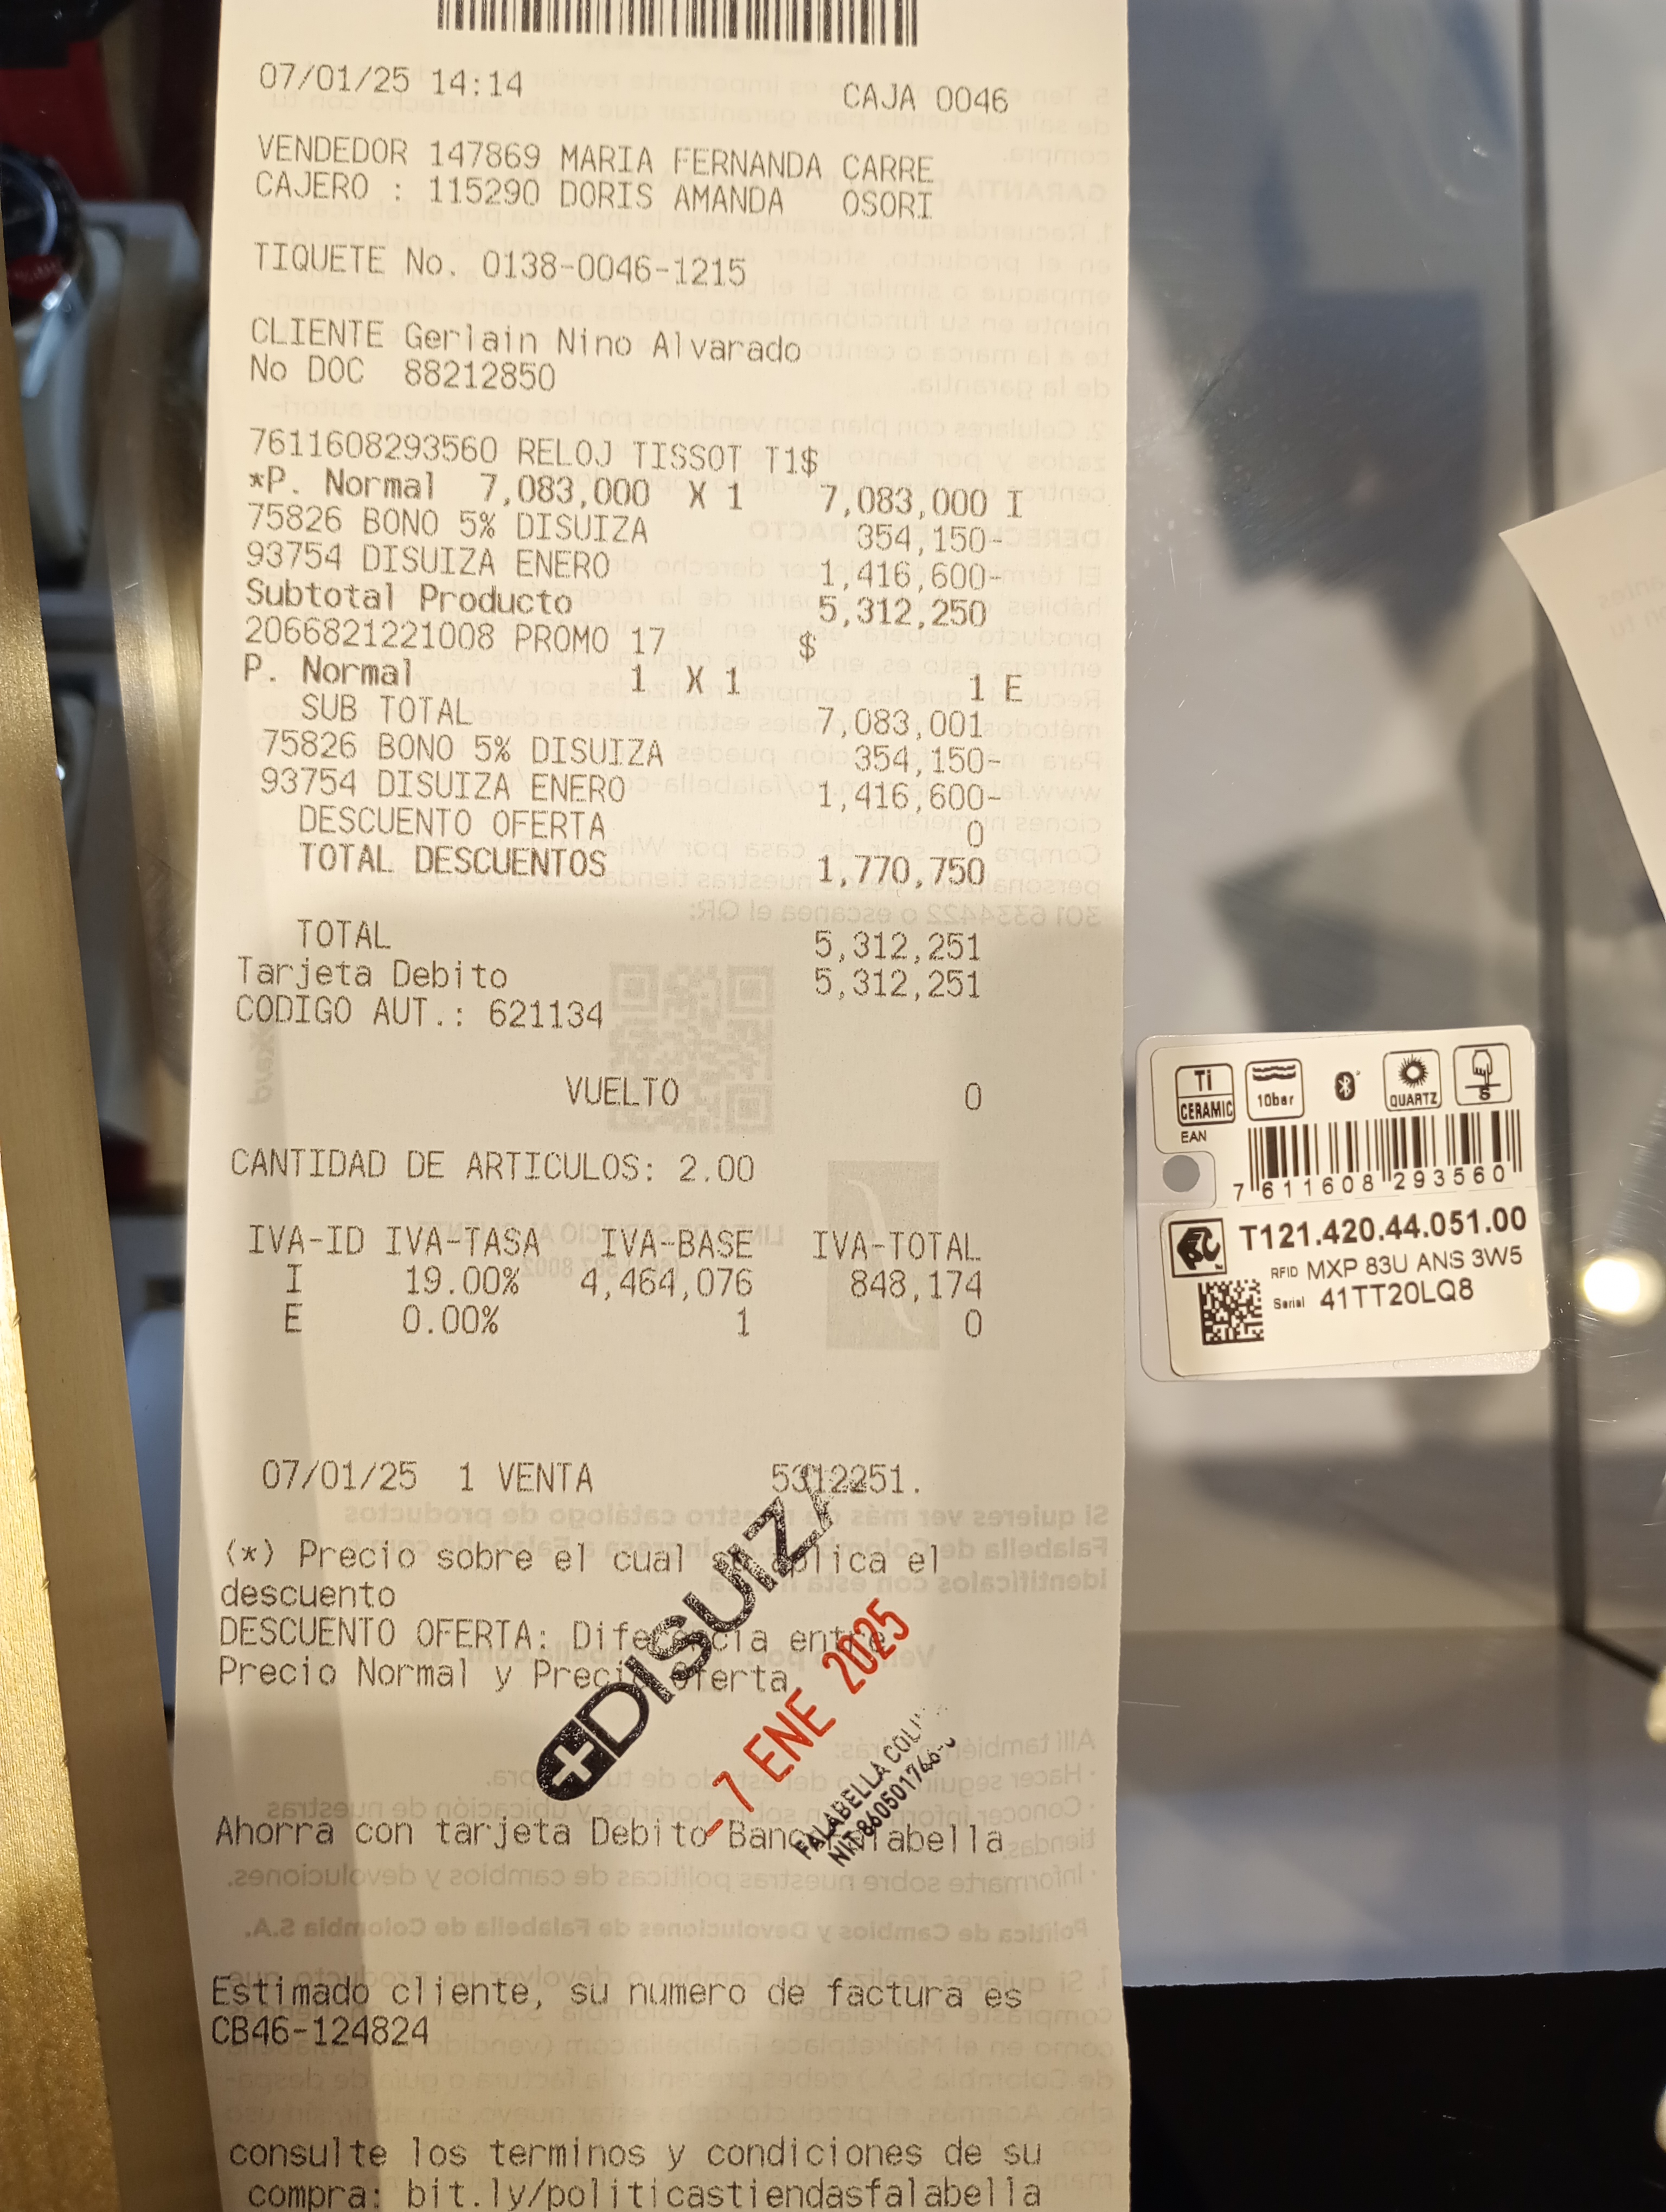 07/01/25 14:14 CAJA 0046
VENDEDOR 147869 MARIA FERNANDA CARRE
CAJERO : 115290 DORIS AMANDA OSORI
TIQUETE No. 0138-0046-1215
CLIENTE Gerlain Nino Alvarado
No DOC 88212850
7611608293560 RELOJ TISSOT T1$
*P. Normal 7,083,000 X 1 7,083,000 I
75826 BONO 5% DISUIZA 354,150-
93754 DISUIZA ENERO 1,416,600-
Subtotal Producto 5,312,250
2066821221008 PROMO 17 $
P. Normal 1 X 1 1 E
SUB TOTAL 7,083,001
75826 BONO 5% DISUIZA 354,150-
93754 DISUIZA ENERO 1,416,600-
DESCUENTO OFERTA 0
TOTAL DESCUENTOS 1,770,750
TOTAL 5,312,251
Tarjeta Debito 5,312,251
CODIGO AUT.: 621134
VUELTO 0
CANTIDAD DE ARTICULOS: 2.00
IVA-ID IVA-TASA IVA-BASE IVA-TOTAL
I 19.00% 4,464,076 848,174
E 0.00% 1 0
07/01/25 1 VENTA 5312251.
(*) Precio sobre el cual se aplica el
descuento
DESCUENTO OFERTA: Diferencia entre
Precio Normal y Precio Oferta
DISUIZA
-7 ENE 2025
FALABELLA
Ahorra con tarjeta Debito Banco Falabella
Estimado cliente, su numero de factura es
CB46-124824
consulte los terminos y condiciones de su
compra: bit.ly/politicastiendasfalabella
Ti
CERAMIC
10bar
QUARTZ
S
EAN
7 611608 293560
T121.420.44.051.00
RFID MXP 83U ANS 3W5
Serial 41TT20LQ8